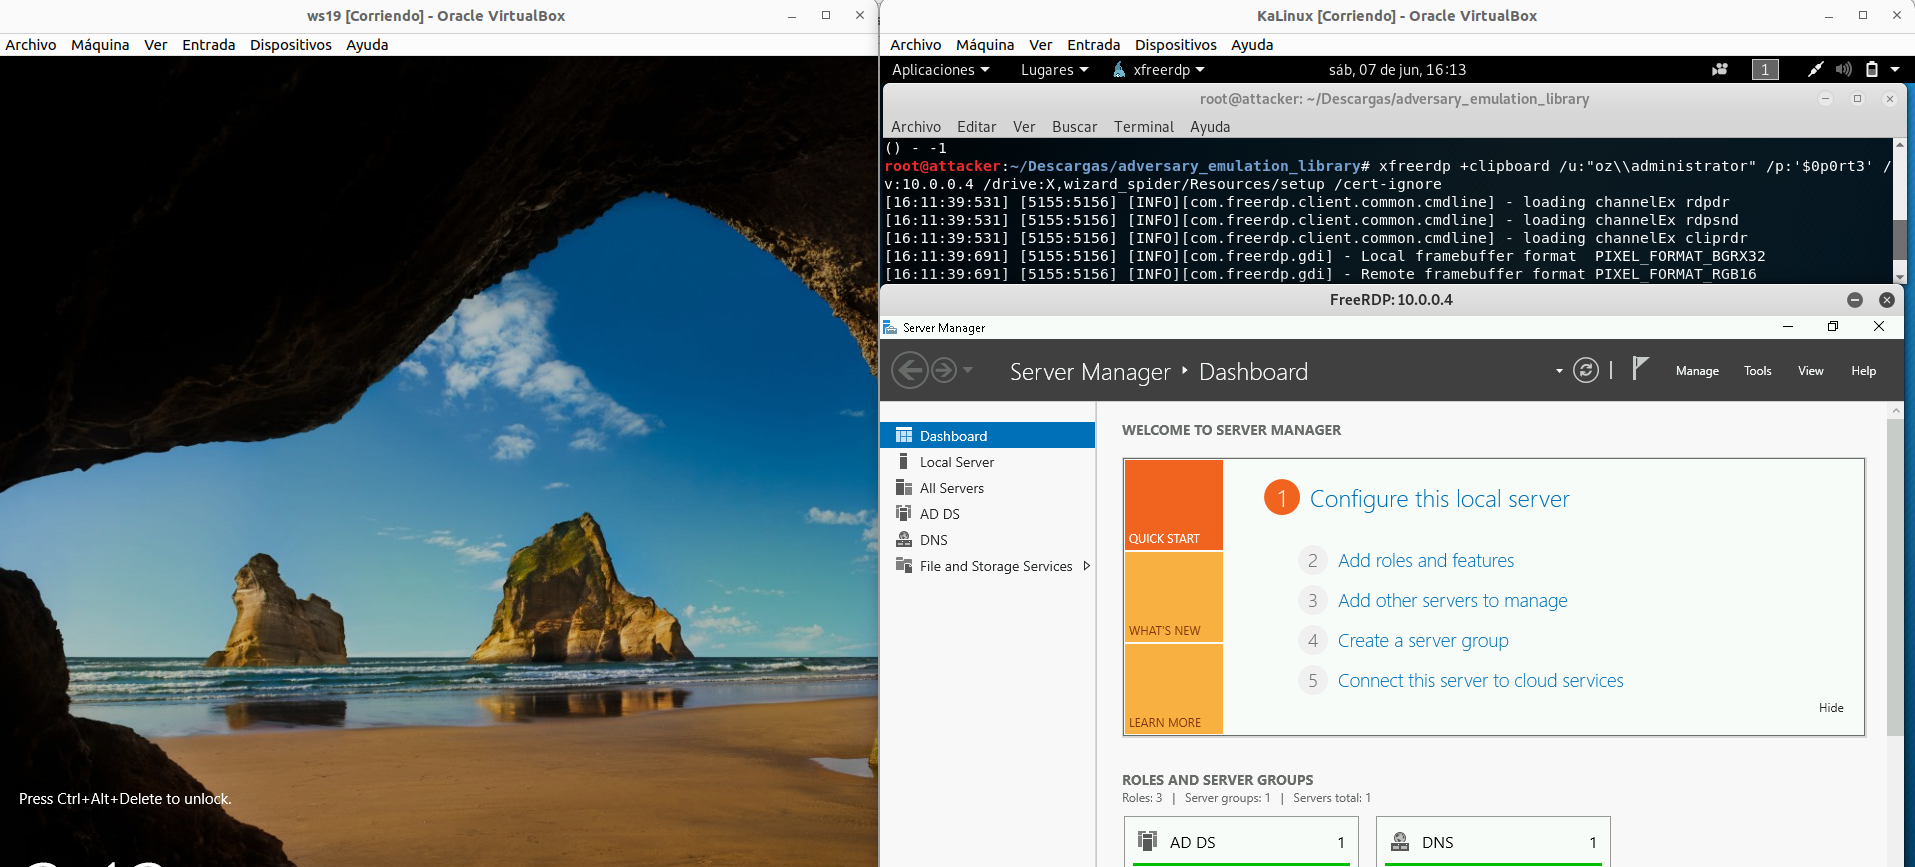 ws19 [Corriendo] - Oracle VirtualBox
Archivo Máquina Ver Entrada Dispositivos Ayuda
Press Ctrl+Alt+Delete to unlock.
KaLinux [Corriendo] - Oracle VirtualBox
Archivo Máquina Ver Entrada Dispositivos Ayuda
Aplicaciones Lugares xfreerdp sáb, 07 de jun, 16:13 1
root@attacker: ~/Descargas/adversary_emulation_library
Archivo Editar Ver Buscar Terminal Ayuda
() - -1
root@attacker:~/Descargas/adversary_emulation_library# xfreerdp +clipboard /u:"oz\\administrator" /p:'$0p0rt3' /
v:10.0.0.4 /drive:X,wizard_spider/Resources/setup /cert-ignore
[16:11:39:531] [5155:5156] [INFO][com.freerdp.client.common.cmdline] - loading channelEx rdpdr
[16:11:39:531] [5155:5156] [INFO][com.freerdp.client.common.cmdline] - loading channelEx rdpsnd
[16:11:39:531] [5155:5156] [INFO][com.freerdp.client.common.cmdline] - loading channelEx cliprdr
[16:11:39:691] [5155:5156] [INFO][com.freerdp.gdi] - Local framebuffer format  PIXEL_FORMAT_BGRX32
[16:11:39:691] [5155:5156] [INFO][com.freerdp.gdi] - Remote framebuffer format PIXEL_FORMAT_RGB16
FreeRDP: 10.0.0.4
Server Manager
Server Manager Dashboard
Manage Tools View Help
Dashboard
Local Server
All Servers
AD DS
DNS
File and Storage Services
WELCOME TO SERVER MANAGER
QUICK START
WHAT'S NEW
LEARN MORE
1 Configure this local server
2 Add roles and features
3 Add other servers to manage
4 Create a server group
5 Connect this server to cloud services
Hide
ROLES AND SERVER GROUPS
Roles: 3 | Server groups: 1 | Servers total: 1
AD DS 1
DNS 1